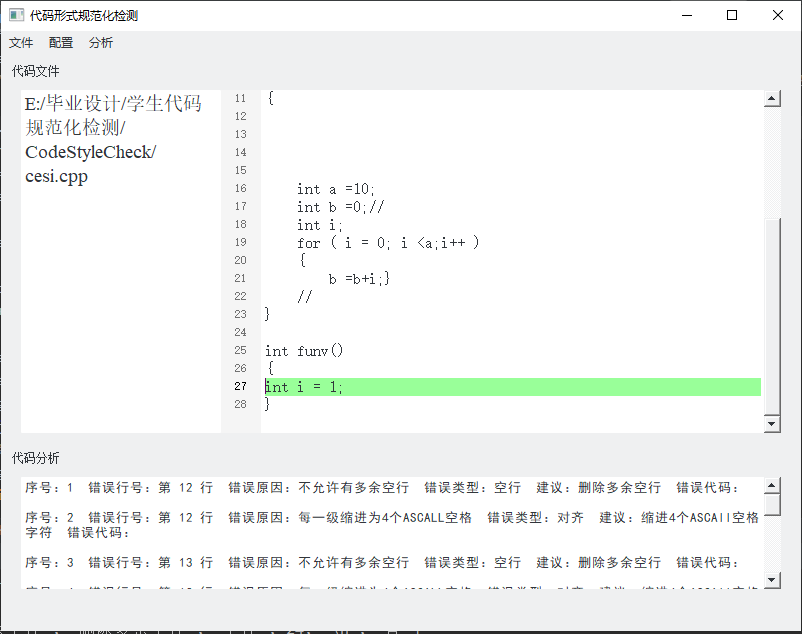 代码形式规范化检测
文件 配置 分析
代码文件
E:/毕业设计/学生代码
规范化检测/
CodeStyleCheck/
cesi.cpp
11 {
12
13
14
15
16 int a =10;
17 int b =0;//
18 int i;
19 for ( i = 0; i <a;i++ )
20 {
21 b =b+i;}
22 //
23 }
24
25 int funv()
26 {
27 int i = 1;
28 }
代码分析
序号: 1 错误行号: 第 12 行 错误原因: 不允许有多余空行 错误类型: 空行 建议: 删除多余空行 错误代码:
序号: 2 错误行号: 第 12 行 错误原因: 每一级缩进为4个ASCALL空格 错误类型: 对齐 建议: 缩进4个ASCAll空格
字符 错误代码:
序号: 3 错误行号: 第 13 行 错误原因: 不允许有多余空行 错误类型: 空行 建议: 删除多余空行 错误代码: